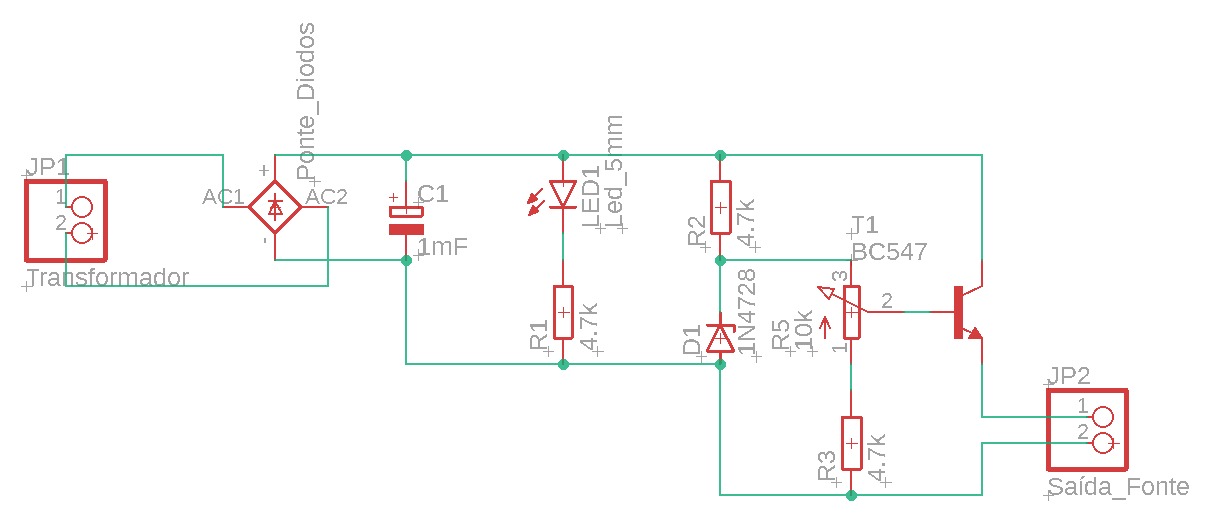 JP1
1
2
Transformador
AC1
AC2
+
-
Ponte_Diodos
+
C1
1mF
LED1
Led_5mm
R1
4.7k
R2
4.7k
D1
1N4728
J1
BC547
R5
10k
3
2
1
R3
4.7k
JP2
1
2
Saída_Fonte